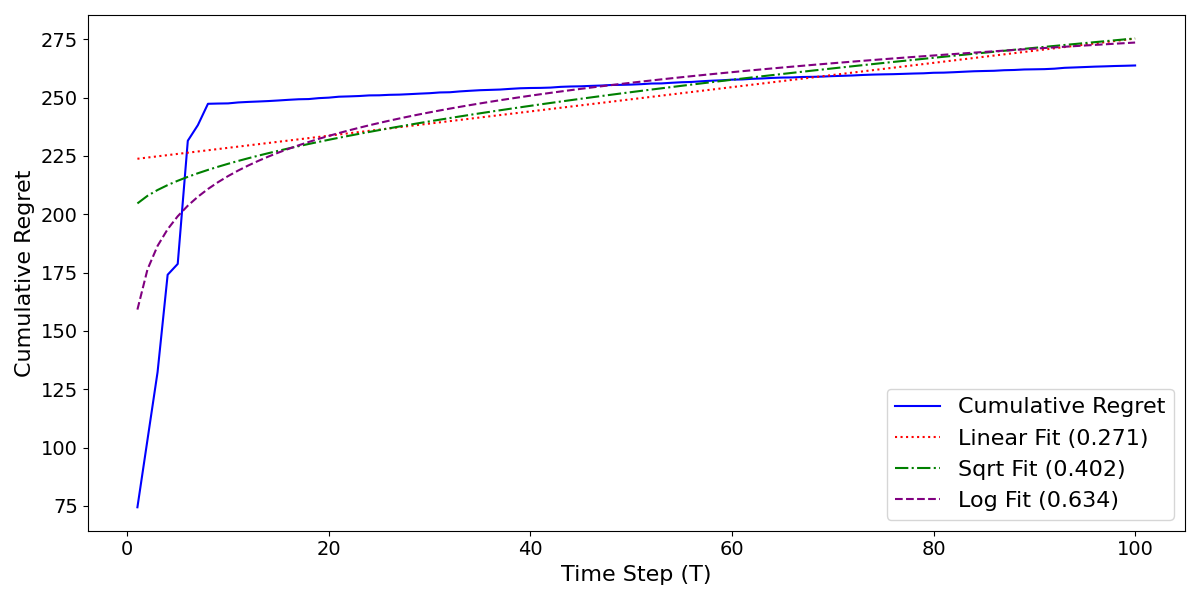 275
250
225
200
175
150
125
100
75
Cumulative Regret
0 20 40 60 80 100
Time Step (T)
Cumulative Regret
Linear Fit (0.271)
Sqrt Fit (0.402)
Log Fit (0.634)